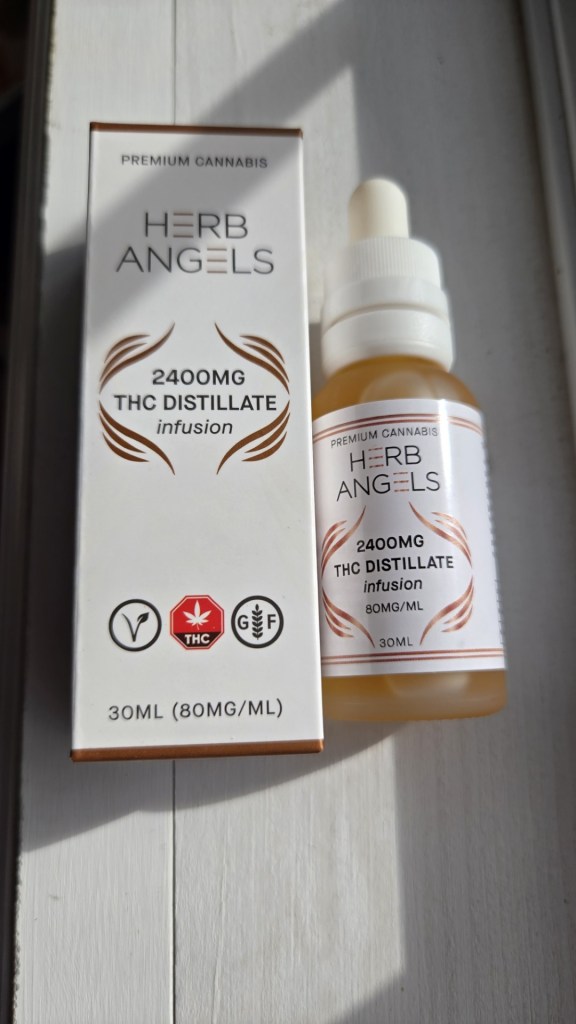 PREMIUM CANNABIS
HERB
ANGELS
2400MG
THC DISTILLATE
infusion
V
THC
G F
30ML (80MG/ML)
PREMIUM CANNABIS
HERB
ANGELS
2400MG
THC DISTILLATE
infusion
80MG/ML
30ML